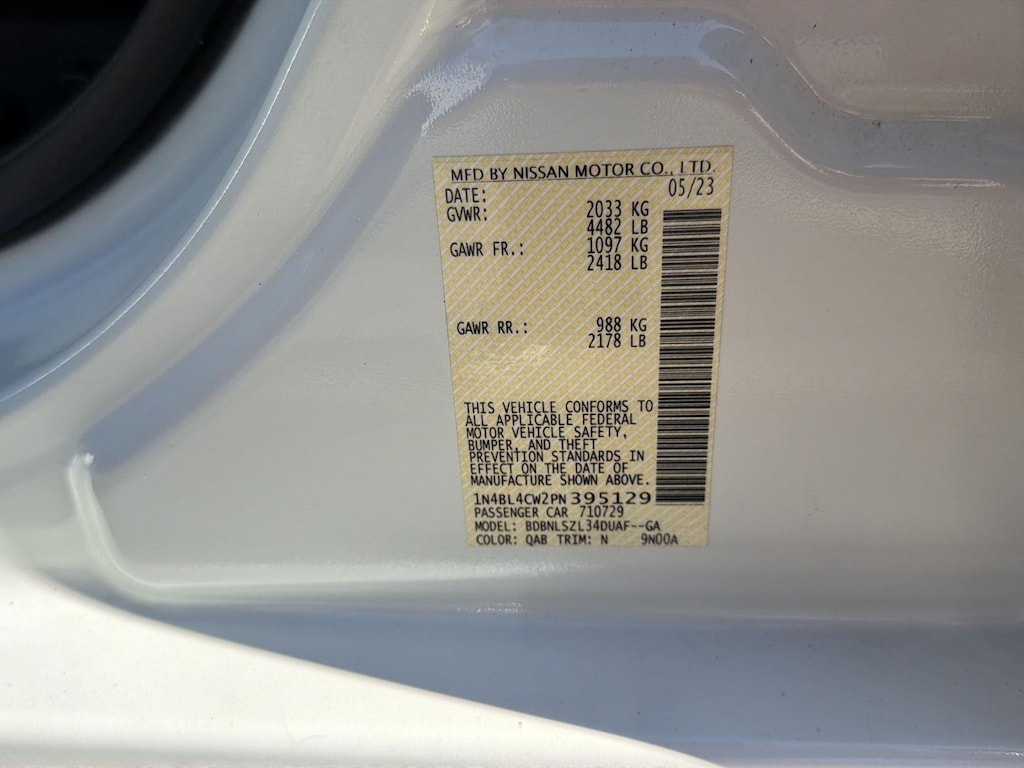 MFD BY NISSAN MOTOR CO., LTD.
DATE: 05/23
GVWR: 2033 KG
4482 LB
GAWR FR.: 1097 KG
2418 LB
GAWR RR.: 988 KG
2178 LB
THIS VEHICLE CONFORMS TO
ALL APPLICABLE FEDERAL
MOTOR VEHICLE SAFETY,
BUMPER, AND THEFT
PREVENTION STANDARDS IN
EFFECT ON THE DATE OF
MANUFACTURE SHOWN ABOVE.
1N4BL4CW2PN395129
PASSENGER CAR 710729
MODEL: BDBNLSZL34DUAF--GA
COLOR: QAB TRIM: N 9N00A